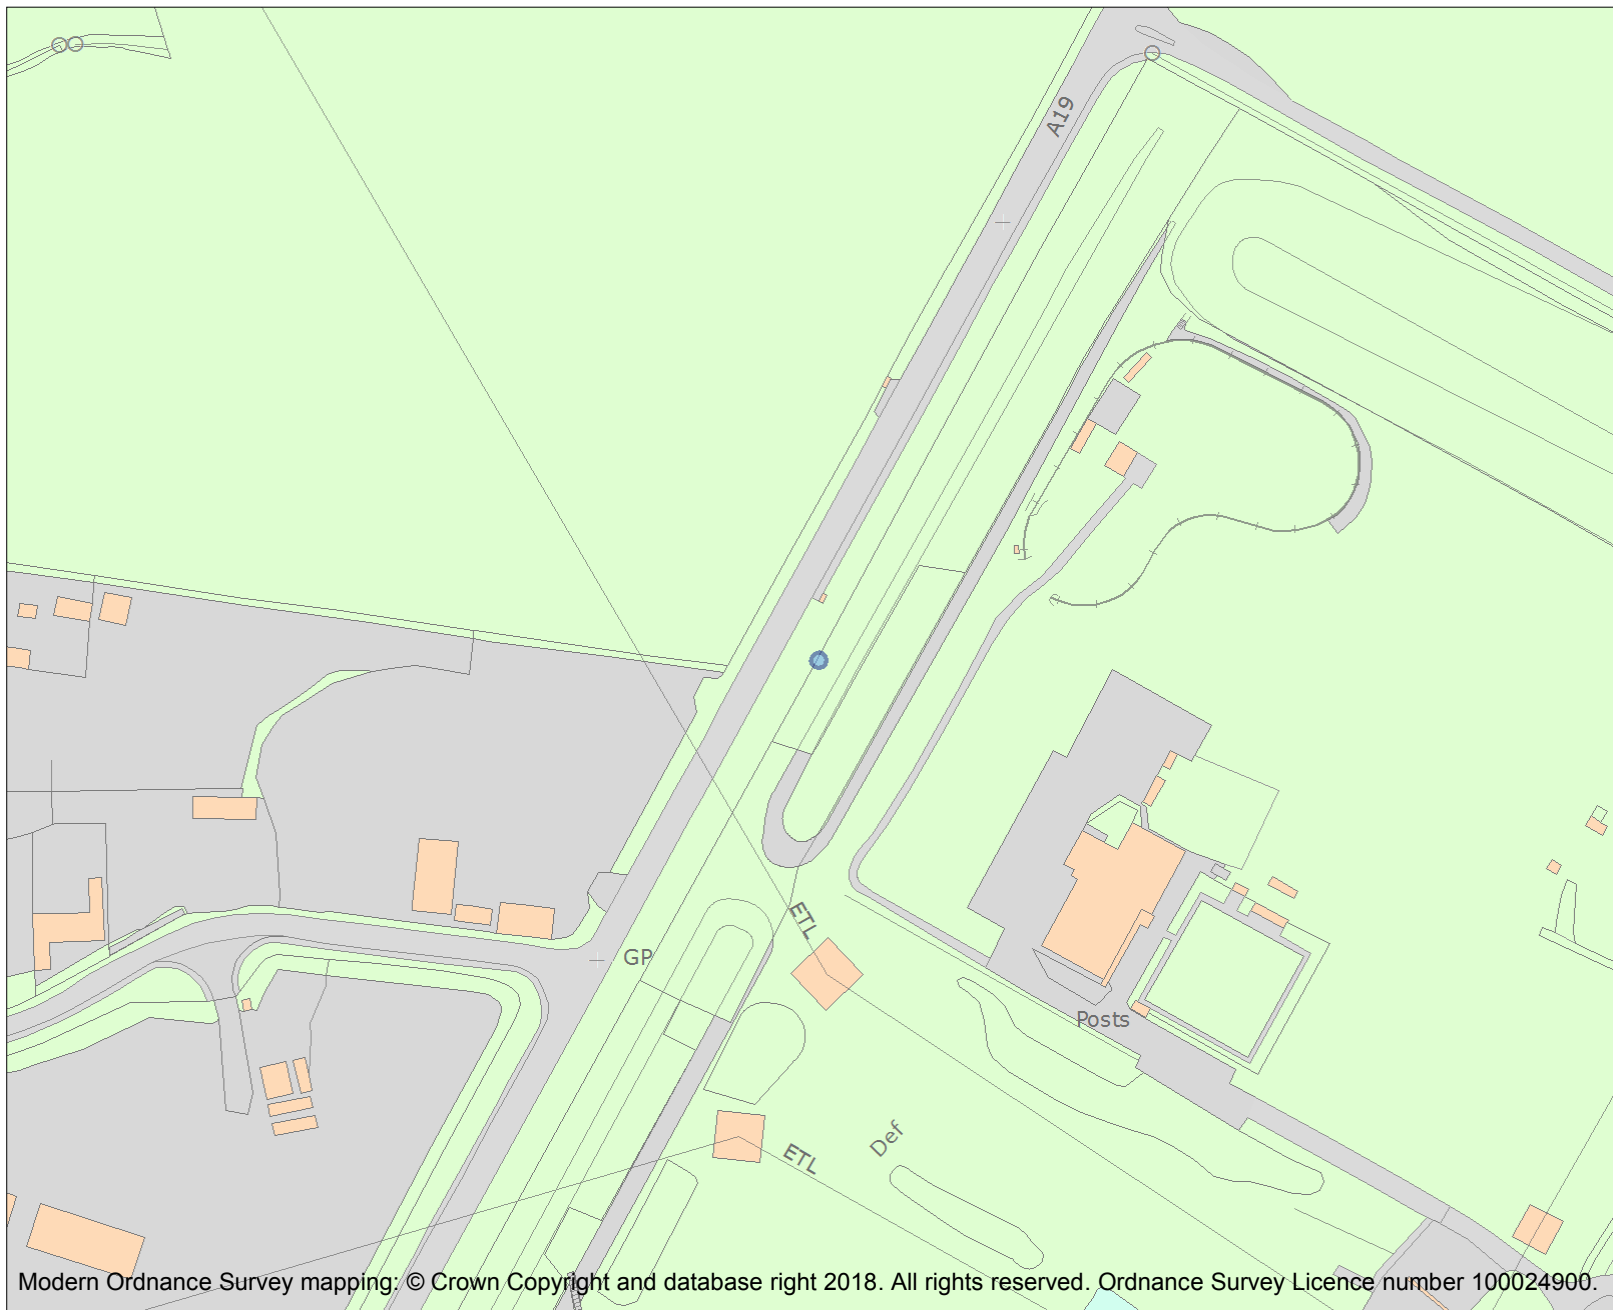 A19
ETL
GP
Posts
Def
ETL
Modern Ordnance Survey mapping: © Crown Copyright and database right 2018. All rights reserved. Ordnance Survey Licence number 100024900.